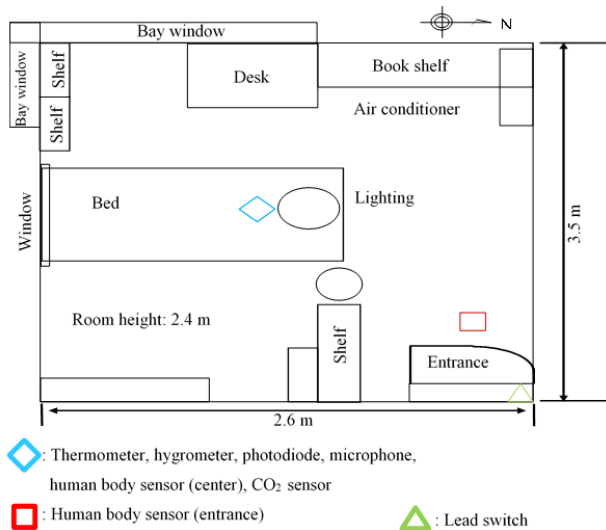 Bay window
N
Bay window
Shelf
Shelf
Desk
Book shelf
Air conditioner
Window
Bed
Lighting
3.5 m
Room height: 2.4 m
Shelf
Entrance
2.6 m
: Thermometer, hygrometer, photodiode, microphone,
human body sensor (center), CO₂ sensor
: Human body sensor (entrance)
: Lead switch